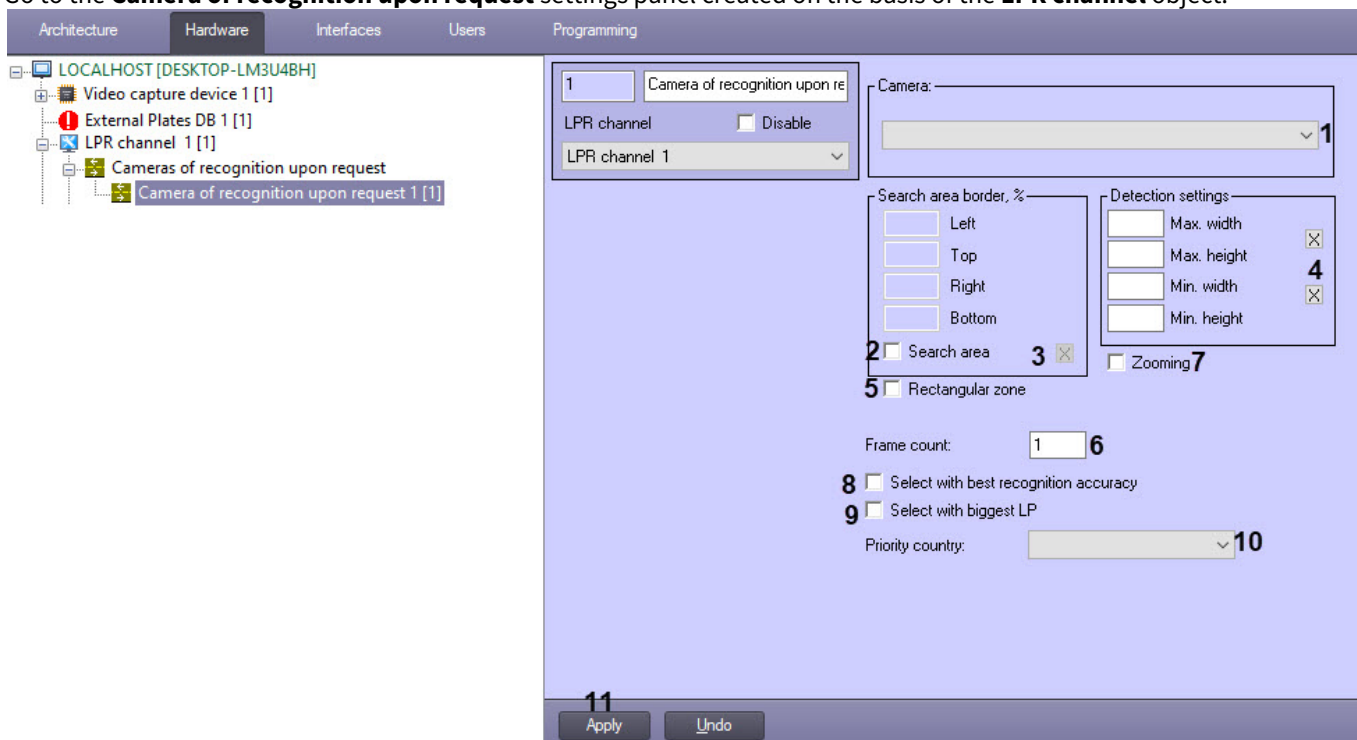 Go to the Camera of recognition upon request settings panel created on the basis of the LPR channel object.
Architecture Hardware Interfaces Users Programming
LOCALHOST [DESKTOP-LM3U4BH]
Video capture device 1 [1]
External Plates DB 1 [1]
LPR channel 1 [1]
Cameras of recognition upon request
Camera of recognition upon request 1 [1]
1 Camera of recognition upon re
LPR channel Disable
LPR channel 1
Camera:
1
Search area border, %
Left
Top
Right
Bottom
2 Search area 3 X
5 Rectangular zone
Detection settings
Max. width
X
Max. height
4
Min. width
X
Min. height
Zooming 7
Frame count: 1 6
8 Select with best recognition accuracy
9 Select with biggest LP
Priority country: 10
11
Apply Undo